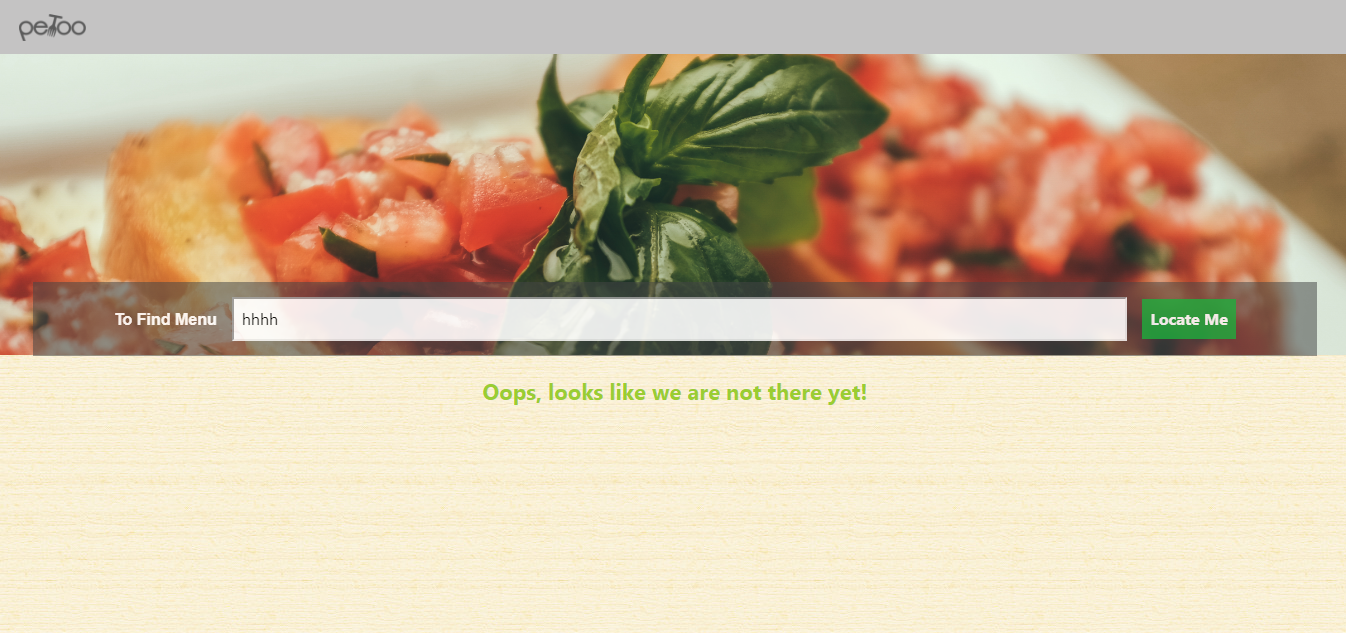 peToo
To Find Menu
hhhh
Locate Me
Oops, looks like we are not there yet!